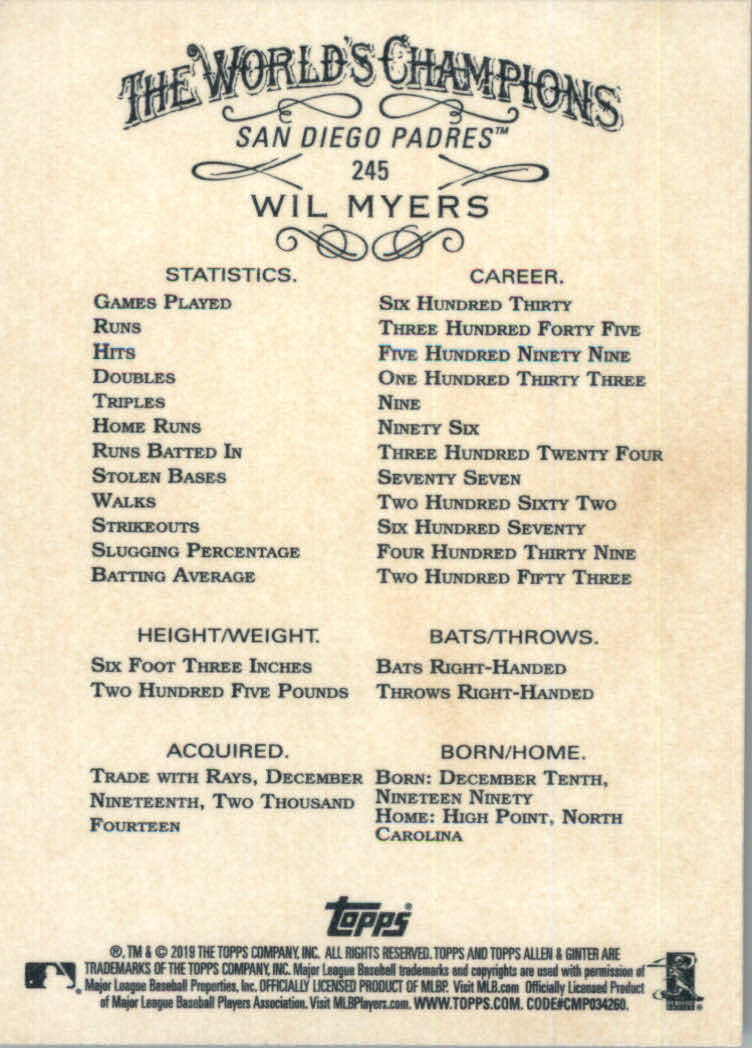 THE WORLD'S CHAMPIONS
SAN DIEGO PADRES™
245
WIL MYERS
STATISTICS. CAREER.
GAMES PLAYED SIX HUNDRED THIRTY
RUNS THREE HUNDRED FORTY FIVE
HITS FIVE HUNDRED NINETY NINE
DOUBLES ONE HUNDRED THIRTY THREE
TRIPLES NINE
HOME RUNS NINETY SIX
RUNS BATTED IN THREE HUNDRED TWENTY FOUR
STOLEN BASES SEVENTY SEVEN
WALKS TWO HUNDRED SIXTY TWO
STRIKEOUTS SIX HUNDRED SEVENTY
SLUGGING PERCENTAGE FOUR HUNDRED THIRTY NINE
BATTING AVERAGE TWO HUNDRED FIFTY THREE
HEIGHT/WEIGHT.
SIX FOOT THREE INCHES
TWO HUNDRED FIVE POUNDS
BATS/THROWS.
BATS RIGHT-HANDED
THROWS RIGHT-HANDED
ACQUIRED.
TRADE WITH RAYS, DECEMBER
NINETEENTH, TWO THOUSAND
FOURTEEN
BORN/HOME.
BORN: DECEMBER TENTH,
NINETEEN NINETY
HOME: HIGH POINT, NORTH
CAROLINA
TOPPS®
®, TM & © 2019 THE TOPPS COMPANY, INC. ALL RIGHTS RESERVED. TOPPS AND TOPPS ALLEN & GINTER ARE
TRADEMARKS OF THE TOPPS COMPANY, INC. Major League Baseball trademarks and copyrights are used with permission of
Major League Baseball Properties, Inc. OFFICIALLY LICENSED PRODUCT OF MLBP. Visit MLB.com Officially Licensed Product
of Major League Baseball Players Association. Visit MLBPlayers.com. WWW.TOPPS.COM. CODE#CMP034260.